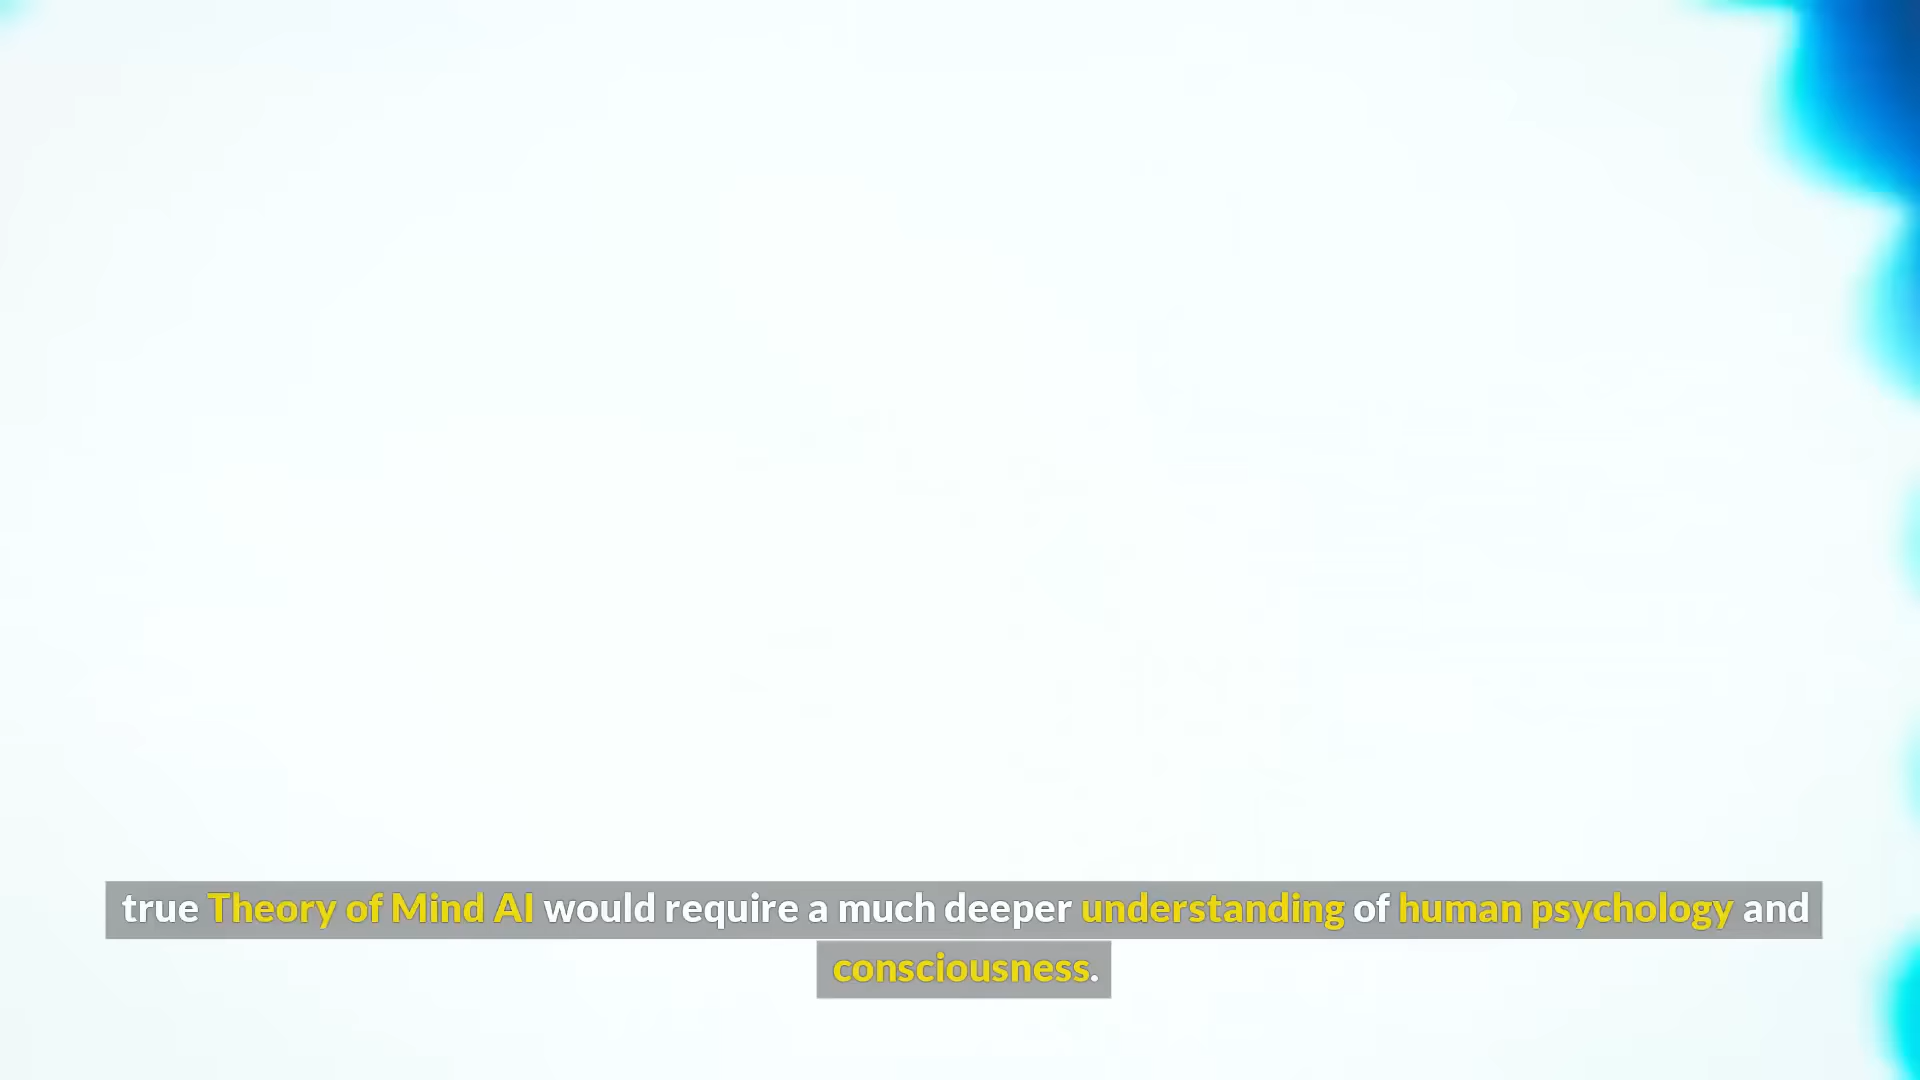 true Theory of Mind AI would require a much deeper understanding of human psychology and
consciousness.